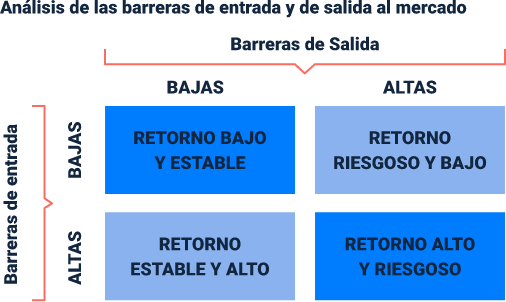 Análisis de las barreras de entrada y de salida al mercado
Barreras de Salida
BAJAS
ALTAS
Barreras de entrada
BAJAS
RETORNO BAJO
Y ESTABLE
RETORNO
RIESGOSO Y BAJO
ALTAS
RETORNO
ESTABLE Y ALTO
RETORNO ALTO
Y RIESGOSO